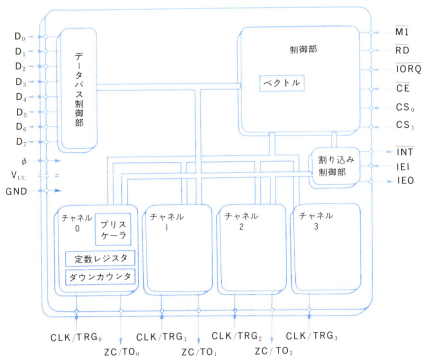 D₀
D₁
D₂
D₃
D₄
D₅
D₆
D₇
φ
Vcc
GND
データバス制御部
制御部
ベクトル
M1
RD
IORQ
CE
CS₀
CS₁
INT
IEI
IEO
割り込み
制御部
チャネル
0
プリス
ケーラ
定数レジスタ
ダウンカウンタ
チャネル
1
チャネル
2
チャネル
3
CLK/TRG₀
ZC/TO₀
CLK/TRG₁
ZC/TO₁
CLK/TRG₂
ZC/TO₂
CLK/TRG₃